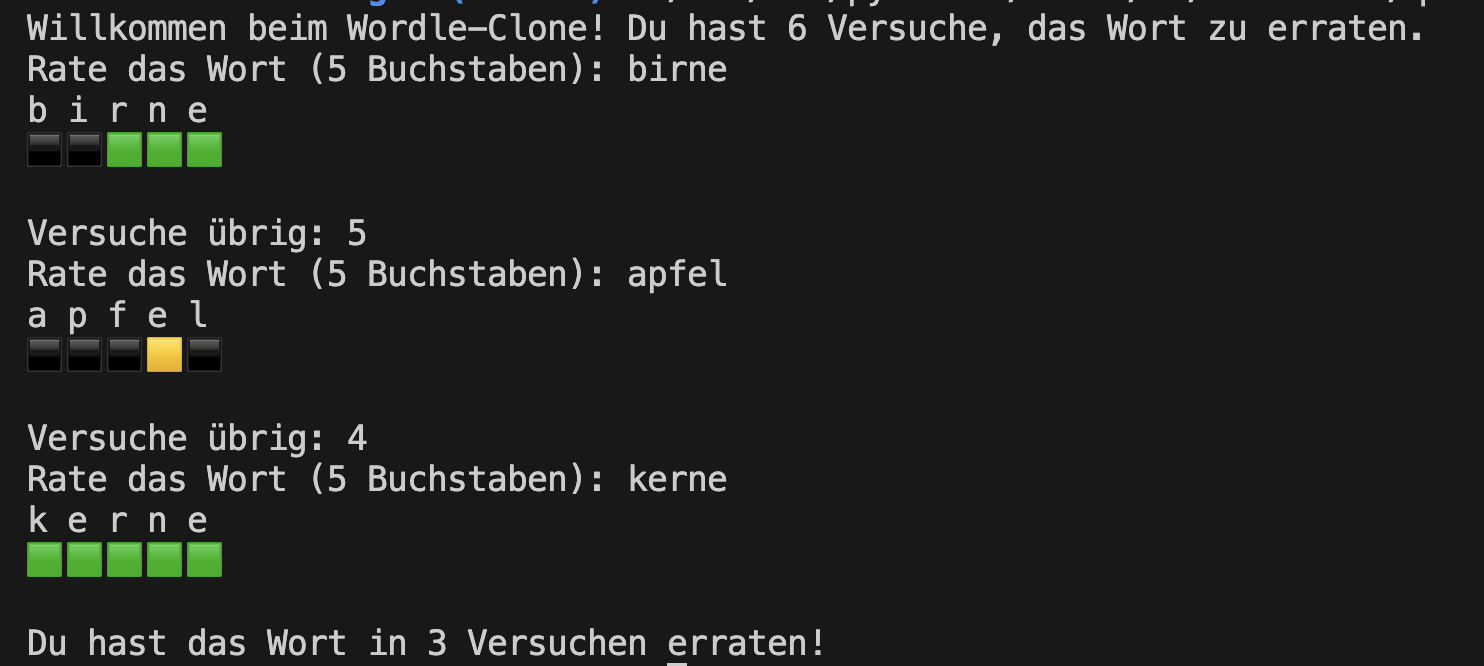 Willkommen beim Wordle-Clone! Du hast 6 Versuche, das Wort zu erraten.
Rate das Wort (5 Buchstaben): birne
b i r n e
Versuche übrig: 5
Rate das Wort (5 Buchstaben): apfel
a p f e l
Versuche übrig: 4
Rate das Wort (5 Buchstaben): kerne
k e r n e
Du hast das Wort in 3 Versuchen erraten!